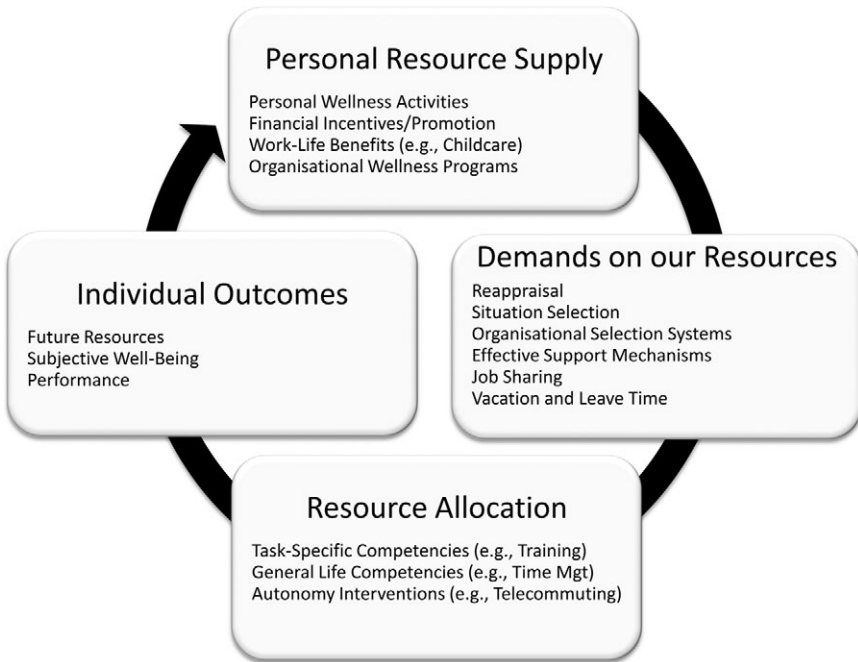 Personal Resource Supply
Personal Wellness Activities
Financial Incentives/Promotion
Work-Life Benefits (e.g., Childcare)
Organisational Wellness Programs
Demands on our Resources
Reappraisal
Situation Selection
Organisational Selection Systems
Effective Support Mechanisms
Job Sharing
Vacation and Leave Time
Resource Allocation
Task-Specific Competencies (e.g., Training)
General Life Competencies (e.g., Time Mgt)
Autonomy Interventions (e.g., Telecommuting)
Individual Outcomes
Future Resources
Subjective Well-Being
Performance